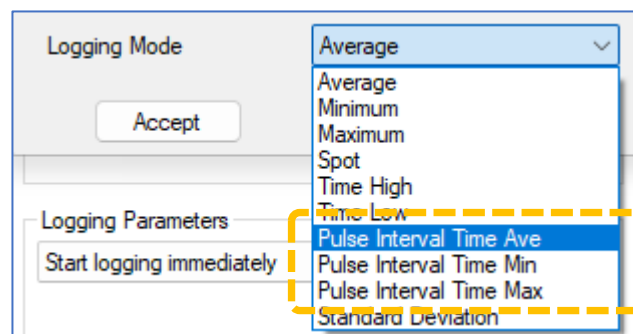 Logging Mode
Average
Average
Minimum
Maximum
Spot
Time High
Time Low
Pulse Interval Time Ave
Pulse Interval Time Min
Pulse Interval Time Max
Standard Deviation
Accept
Logging Parameters
Start logging immediately